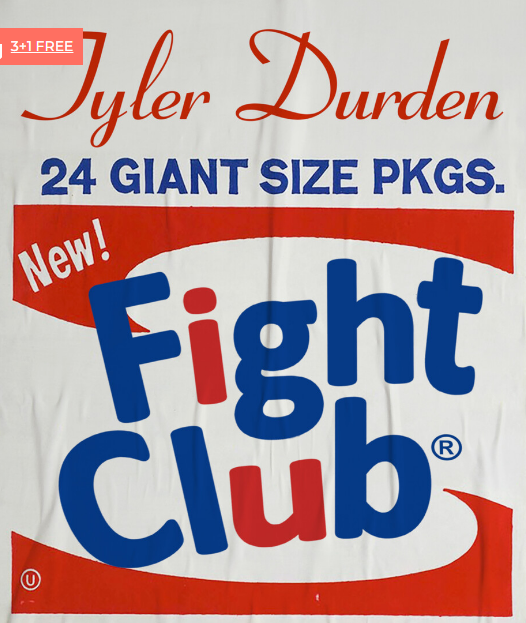 3+1 FREE
Tyler Durden
24 GIANT SIZE PKGS.
New!
Fight
Club®
U